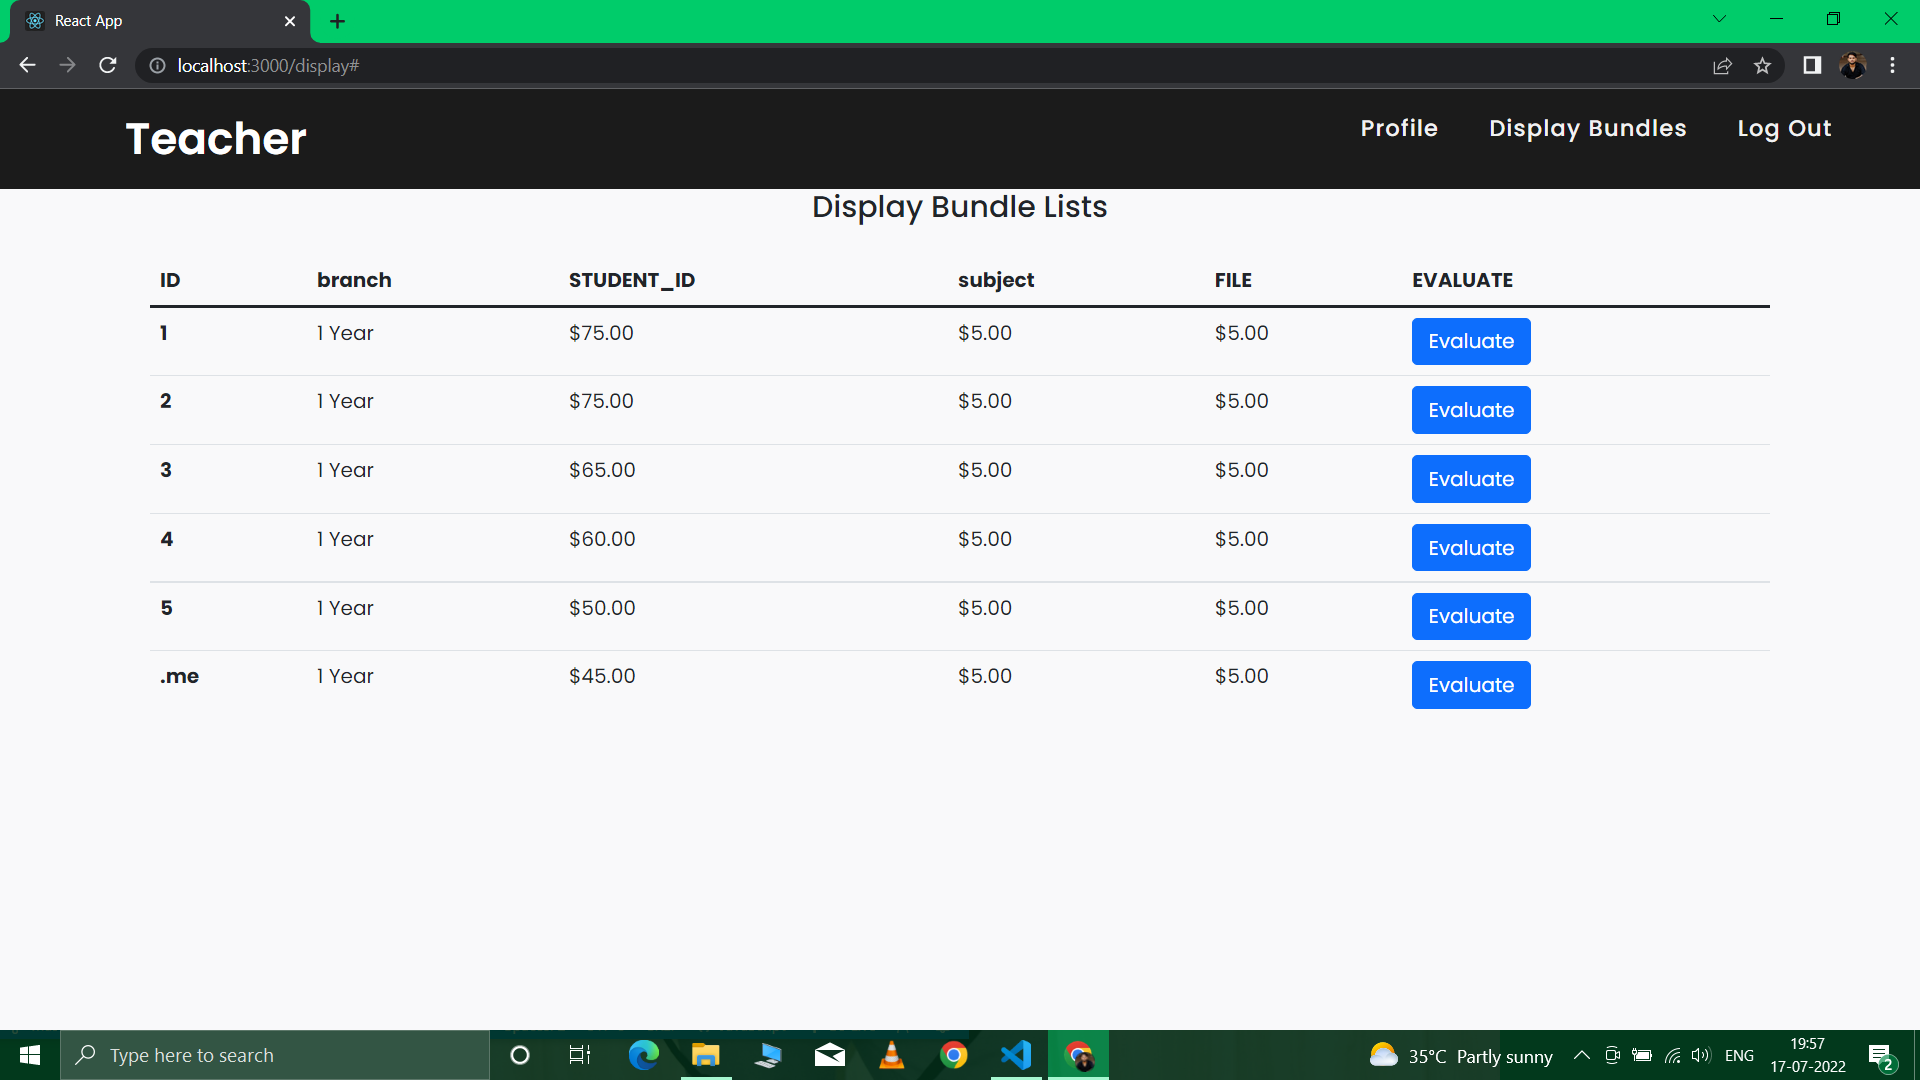 React App
localhost:3000/display#
Teacher
Profile Display Bundles Log Out
Display Bundle Lists
ID branch STUDENT_ID subject FILE EVALUATE
1 1 Year $75.00 $5.00 $5.00 Evaluate
2 1 Year $75.00 $5.00 $5.00 Evaluate
3 1 Year $65.00 $5.00 $5.00 Evaluate
4 1 Year $60.00 $5.00 $5.00 Evaluate
5 1 Year $50.00 $5.00 $5.00 Evaluate
.me 1 Year $45.00 $5.00 $5.00 Evaluate
Type here to search
35°C Partly sunny
ENG
19:57
17-07-2022
2